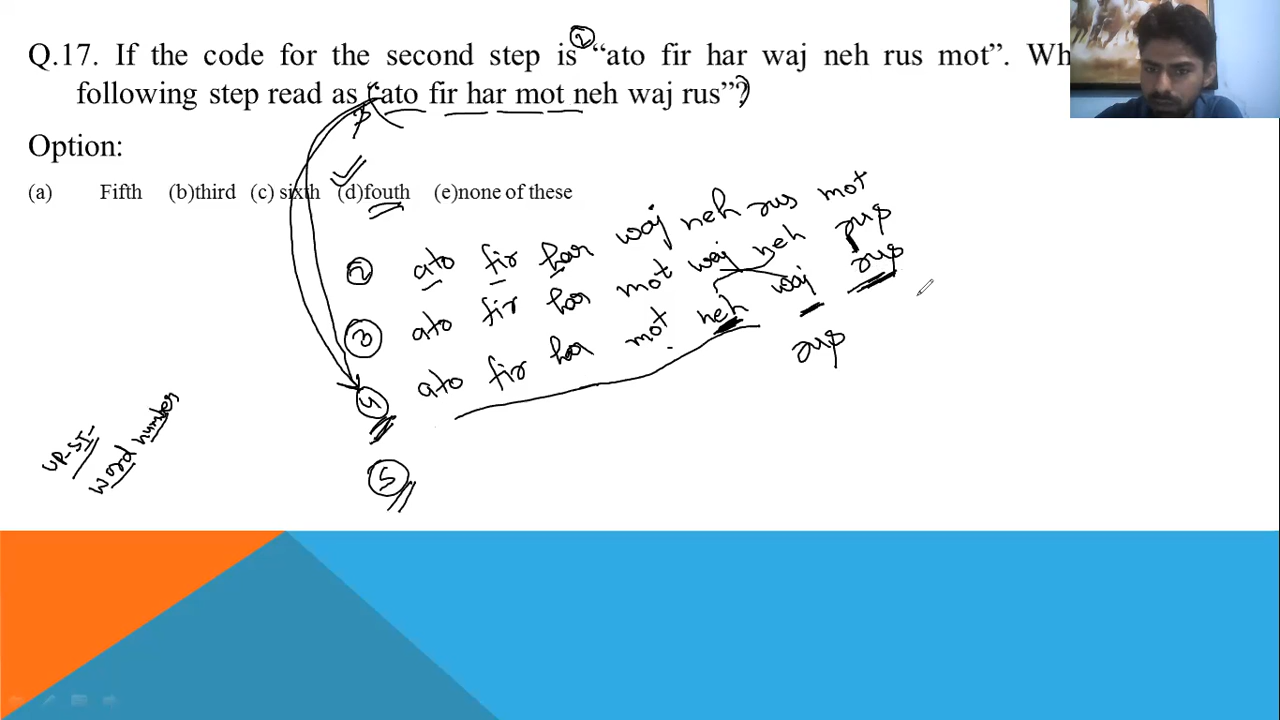 Q.17. If the code for the second step is "ato fir har waj neh rus mot". Wh
following step read as "ato fir har mot neh waj rus"?
Option:
(a) Fifth (b)third (c) sixth (d)fouth (e)none of these
2 ato fir har waj neh rus mot
3 ato fir har mot waj neh rus
4 ato fir har mot neh waj rus
rus
5
UP-SI-
word number